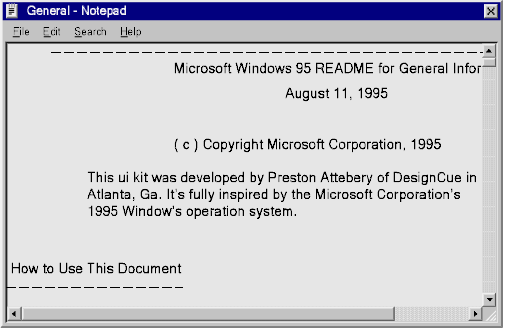 General - Notepad
File Edit Search Help
Microsoft Windows 95 README for General Infor
August 11, 1995
( c ) Copyright Microsoft Corporation, 1995
This ui kit was developed by Preston Attebery of DesignCue in
Atlanta, Ga. It's fully inspired by the Microsoft Corporation's
1995 Window's operation system.
How to Use This Document